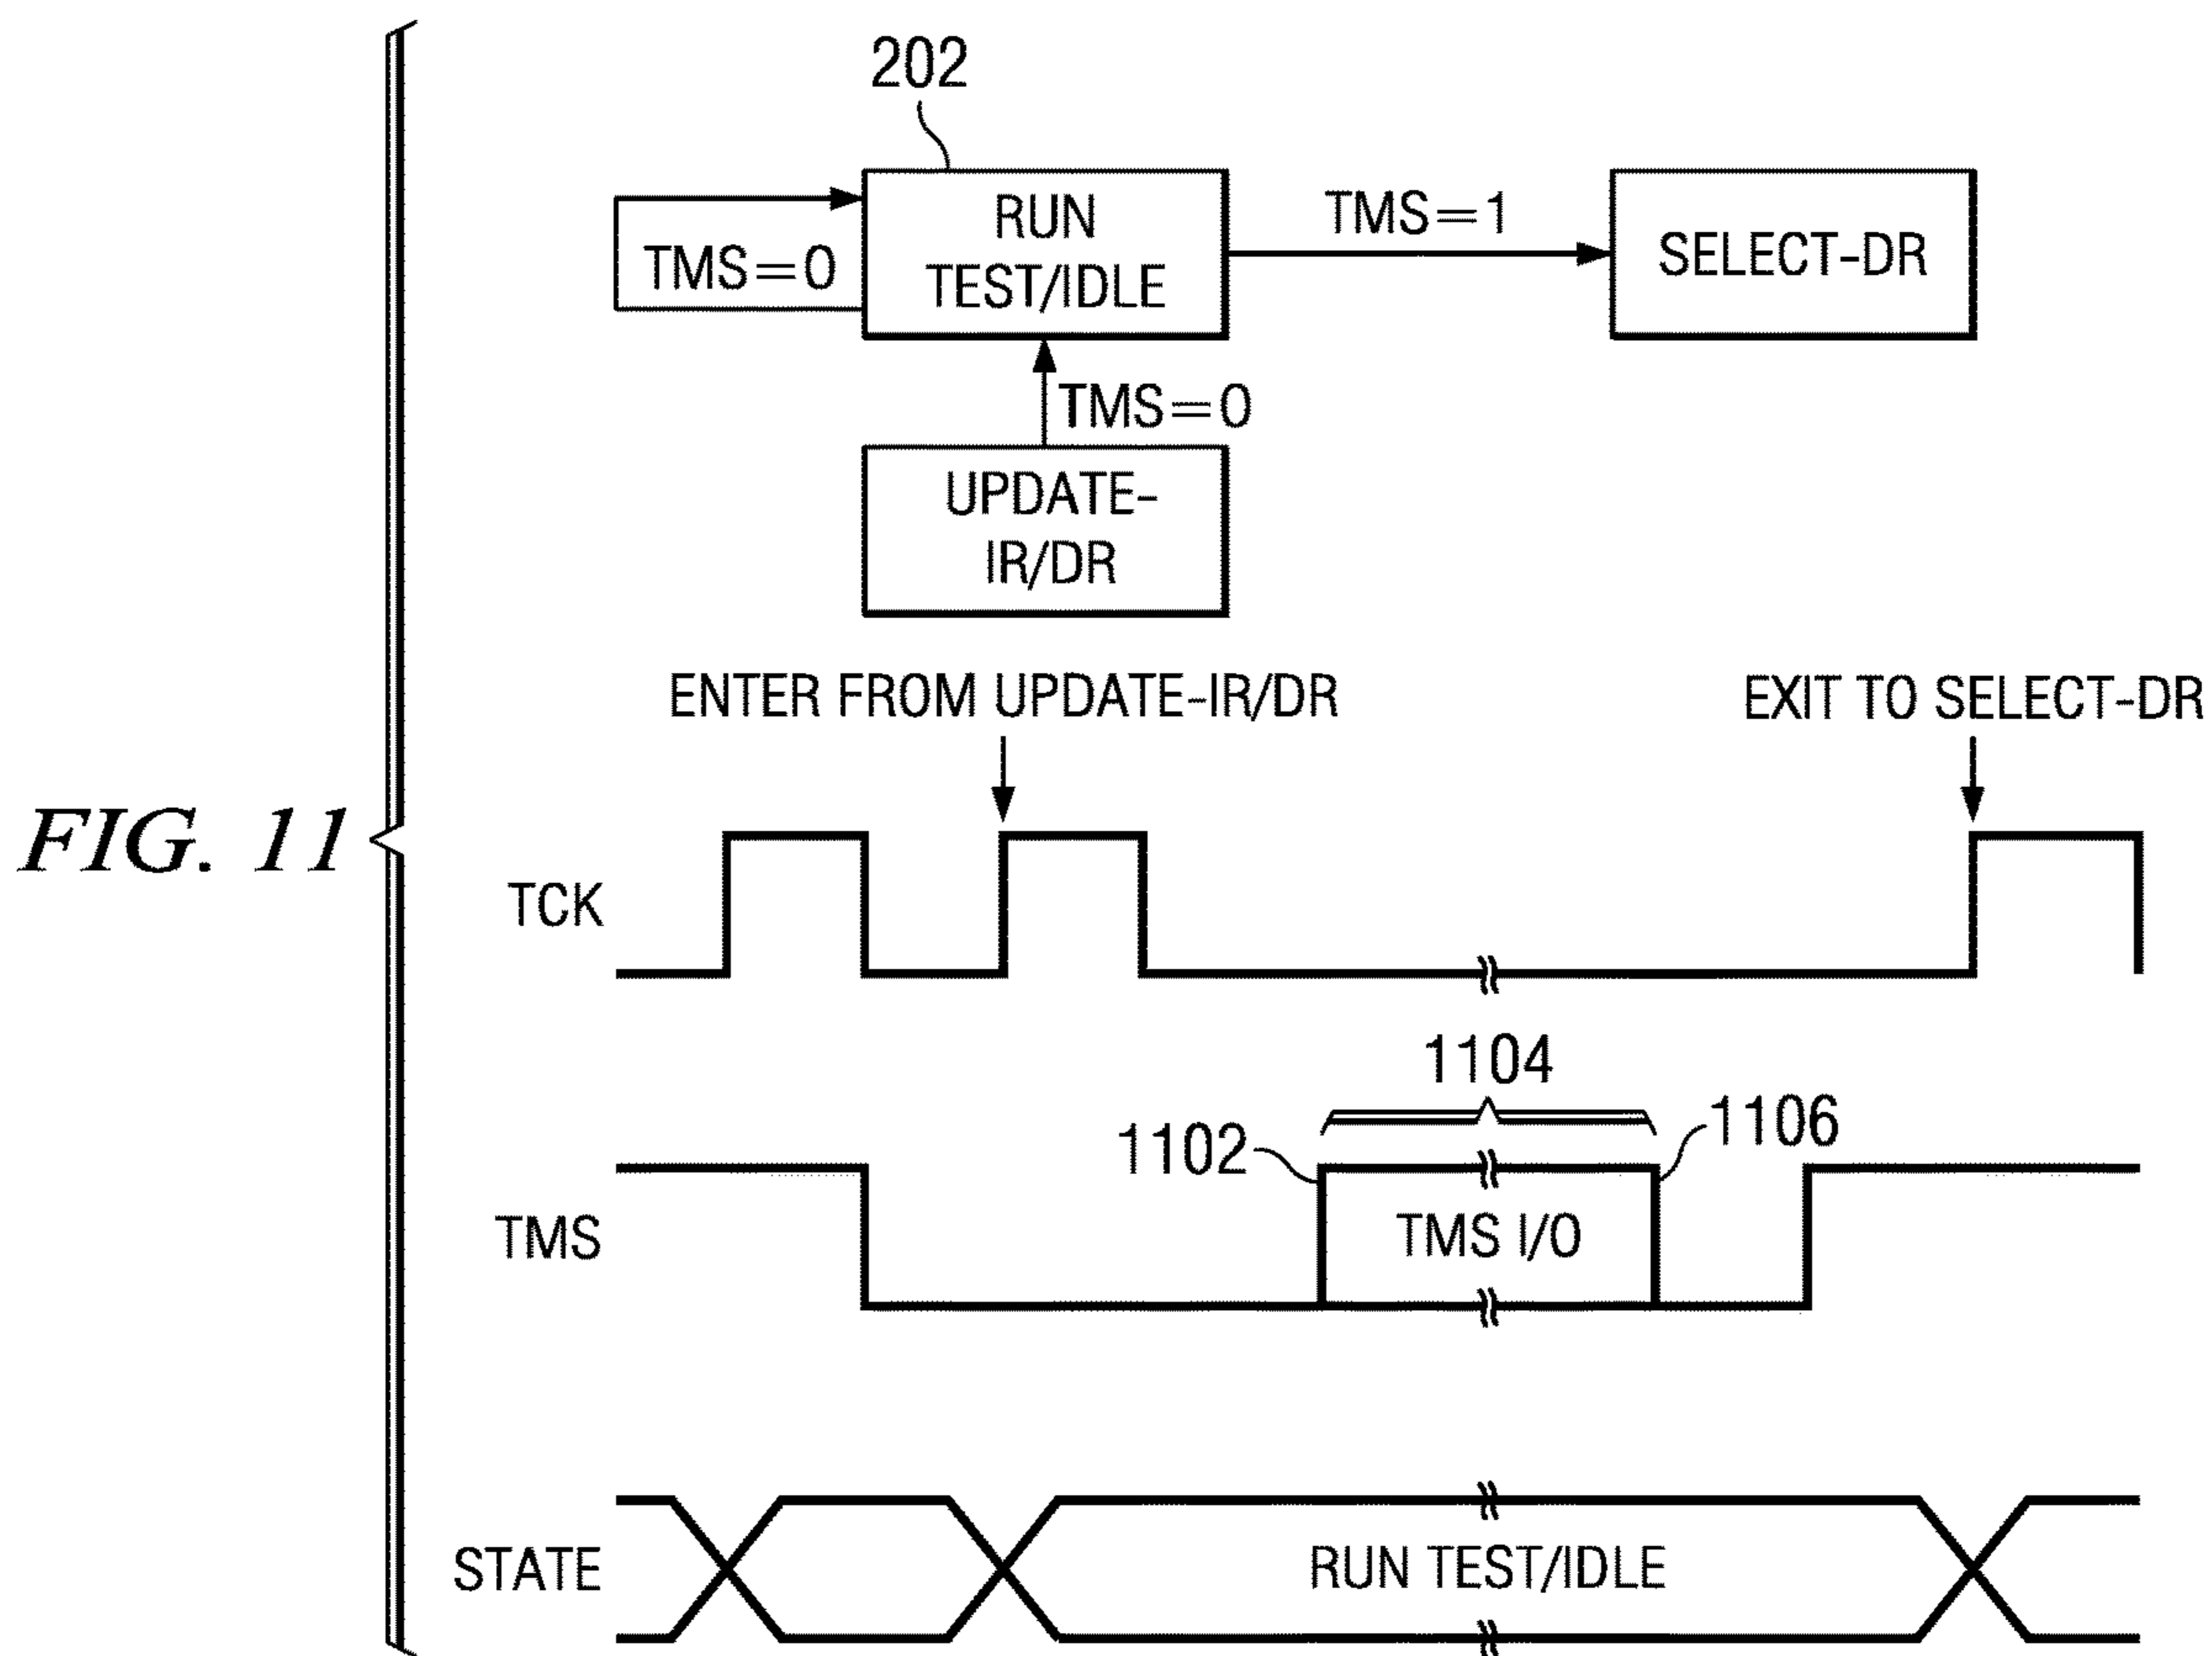 202
RUN
TEST/IDLE
TMS=0
TMS=1
SELECT-DR
TMS=0
UPDATE-
IR/DR
ENTER FROM UPDATE-IR/DR
EXIT TO SELECT-DR
FIG. 11
TCK
1104
1102
1106
TMS
TMS I/O
STATE
RUN TEST/IDLE